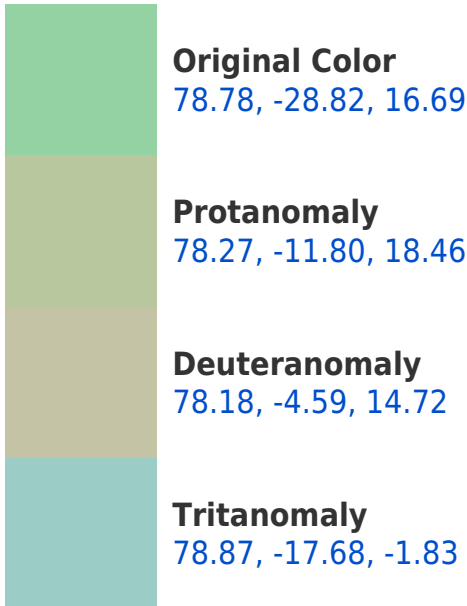 Original Color
78.78, -28.82, 16.69
Protanomaly
78.27, -11.80, 18.46
Deuteranomaly
78.18, -4.59, 14.72
Tritanomaly
78.87, -17.68, -1.83